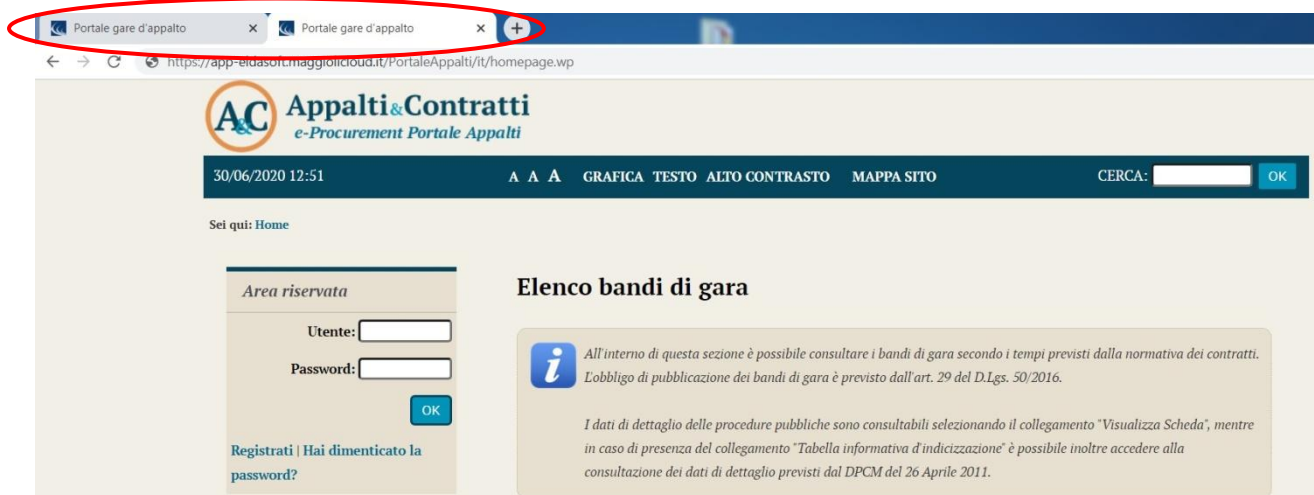 Portale gare d'appalto
Portale gare d'appalto
https://app-eldasoft.maggiolicloud.it/PortaleAppalti/it/homepage.wp
A&C Appalti&Contratti
e-Procurement Portale Appalti
30/06/2020 12:51 A A A GRAFICA TESTO ALTO CONTRASTO MAPPA SITO CERCA: OK
Sei qui: Home
Area riservata
Utente:
Password:
OK
Registrati | Hai dimenticato la
password?
Elenco bandi di gara
i
All'interno di questa sezione è possibile consultare i bandi di gara secondo i tempi previsti dalla normativa dei contratti.
L'obbligo di pubblicazione dei bandi di gara è previsto dall'art. 29 del D.Lgs. 50/2016.
I dati di dettaglio delle procedure pubbliche sono consultabili selezionando il collegamento "Visualizza Scheda", mentre
in caso di presenza del collegamento "Tabella informativa d'indicizzazione" è possibile inoltre accedere alla
consultazione dei dati di dettaglio previsti dal DPCM del 26 Aprile 2011.